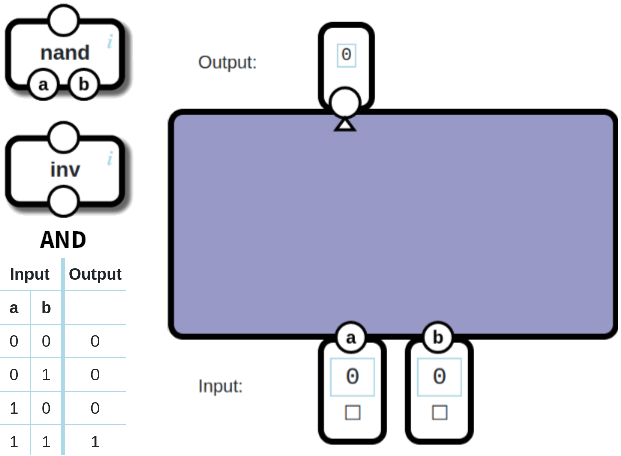 nand
i
a b
inv
i
AND
Input Output
a b
0 0 0
0 1 0
1 0 0
1 1 1
Output:
0
a b
Input:
0 0